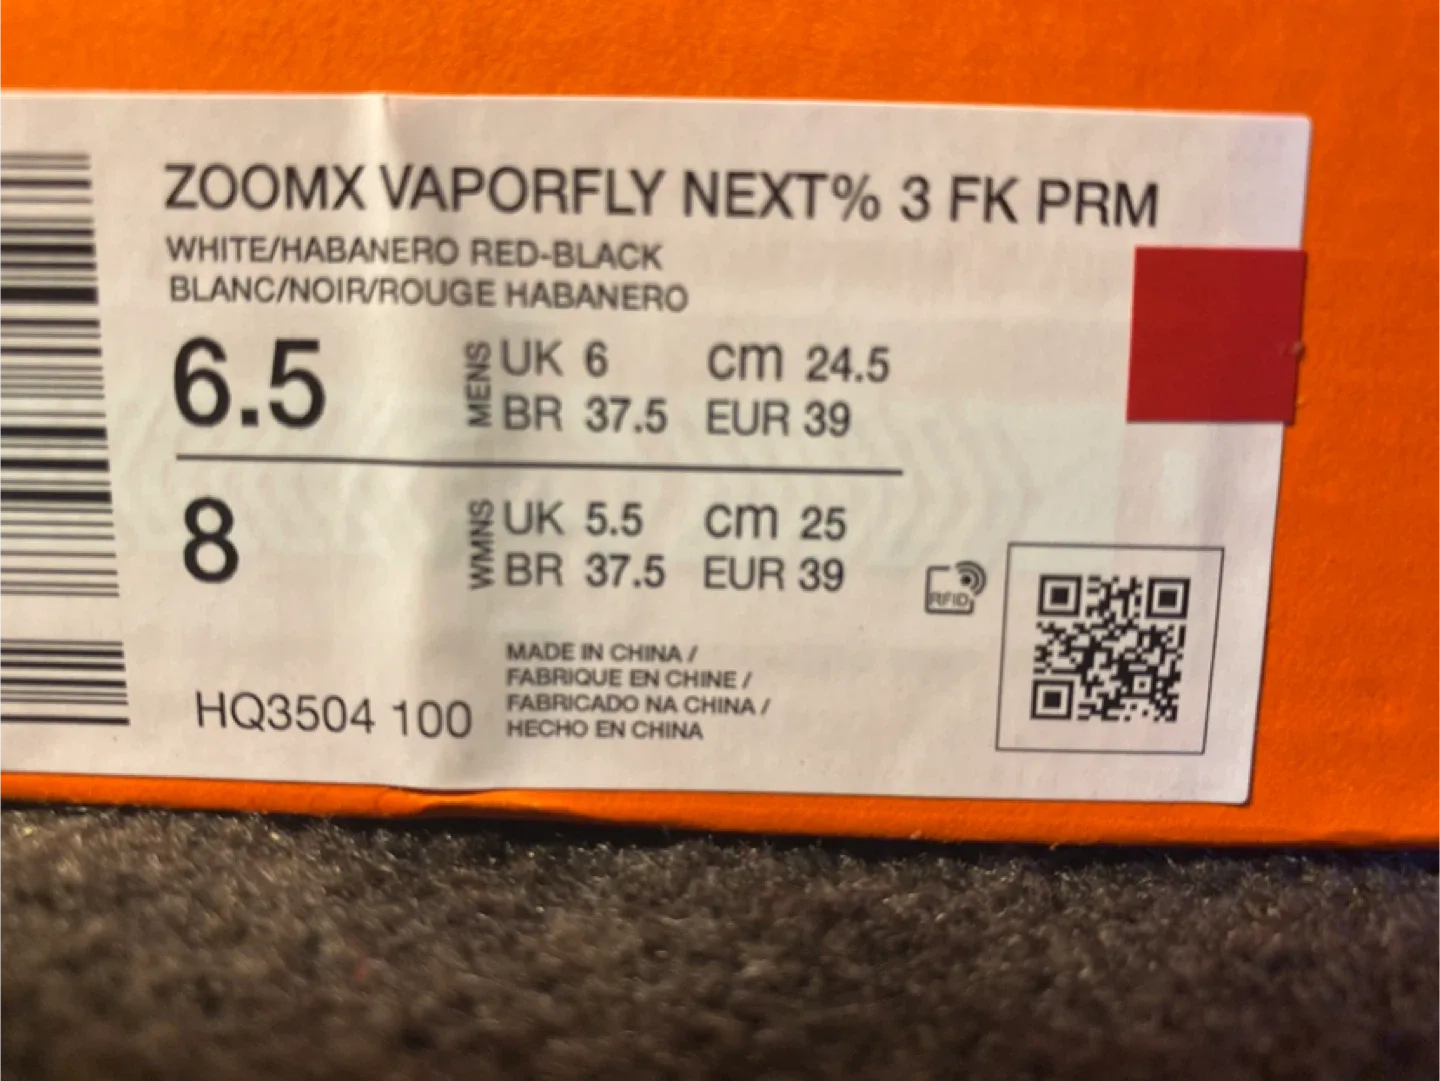 ZOOMX VAPORFLY NEXT% 3 FK PRM
WHITE/HABANERO RED-BLACK
BLANC/NOIR/ROUGE HABANERO
6.5 MENS UK 6 cm 24.5
BR 37.5 EUR 39
8 WMNS UK 5.5 cm 25
BR 37.5 EUR 39
RFID
MADE IN CHINA /
FABRIQUE EN CHINE /
FABRICADO NA CHINA /
HECHO EN CHINA
HQ3504 100